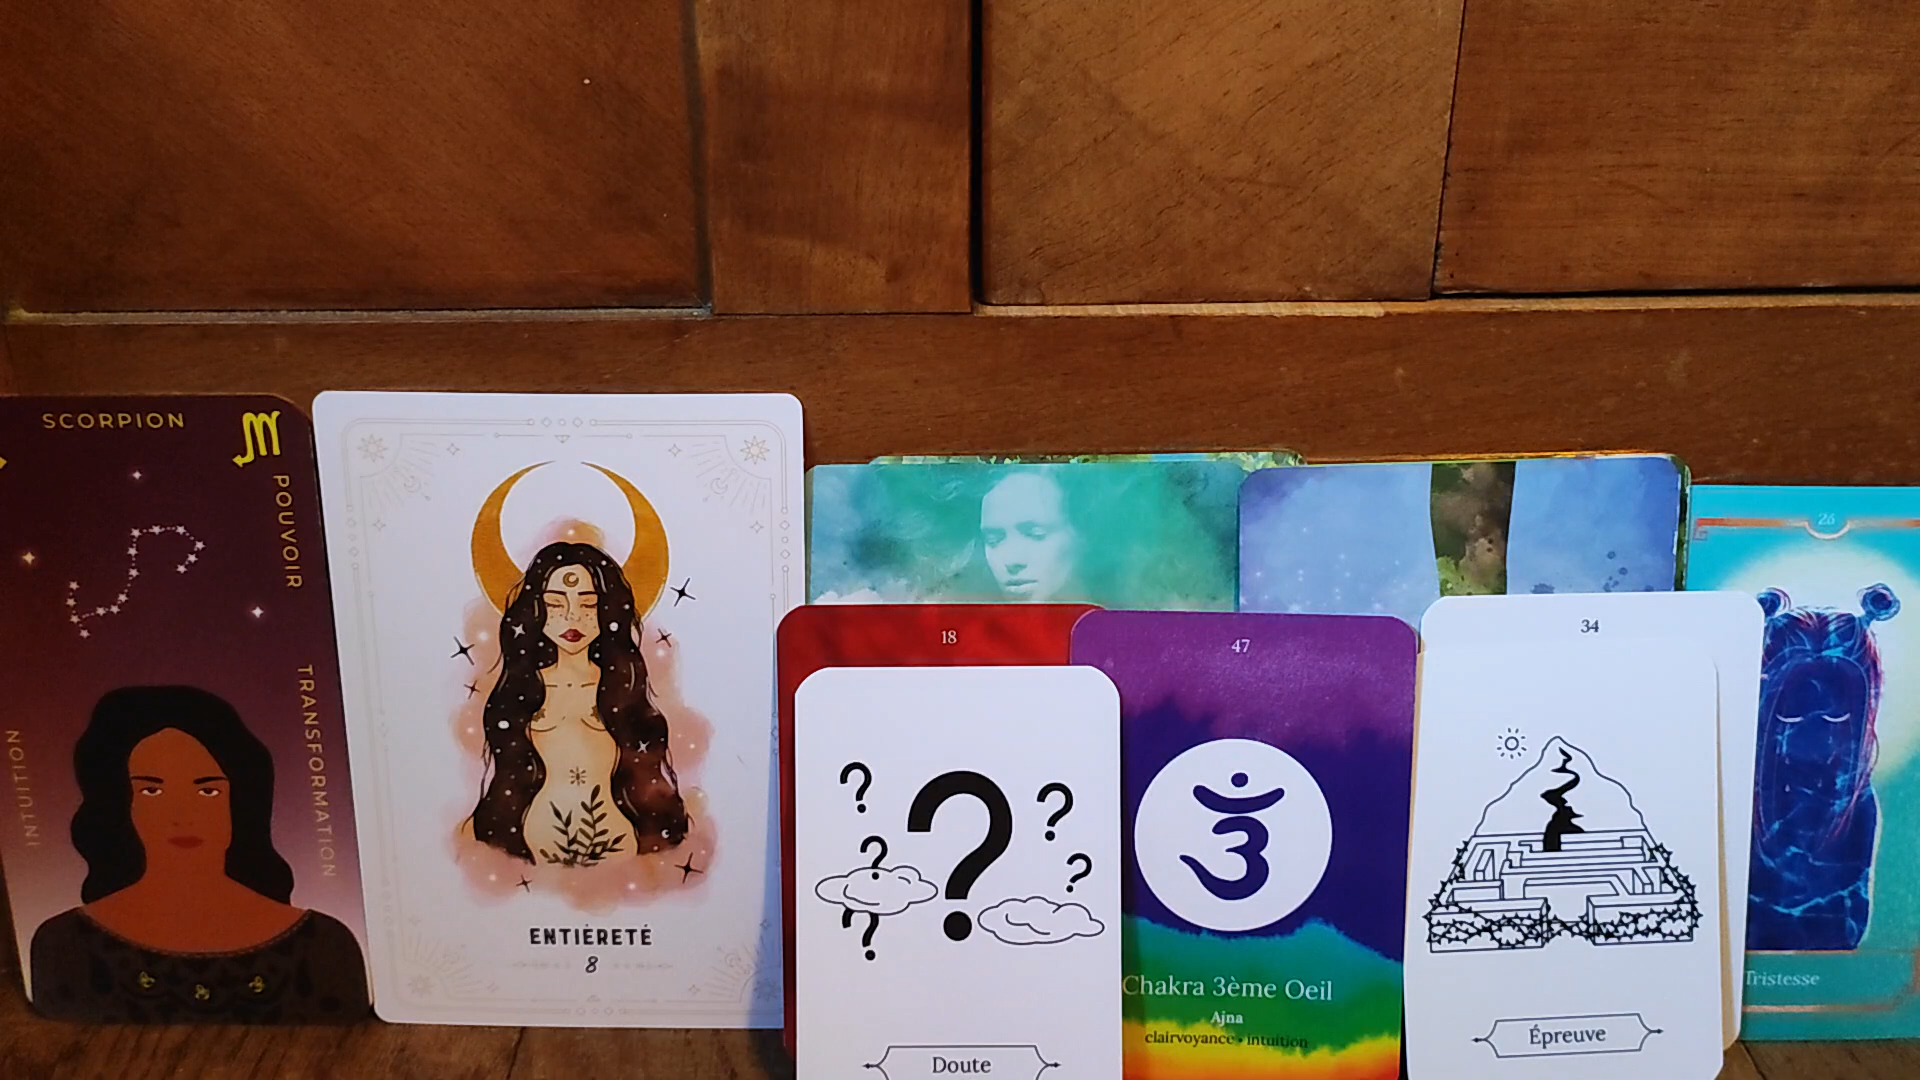 SCORPION
POUVOIR
TRANSFORMATION
INTUITION
ENTIÈRETÉ
8
18
?
? ? ? ? ?
Doute
47
Chakra 3ème Oeil
Ajna
clairvoyance • intuition
34
Épreuve
26
Tristesse